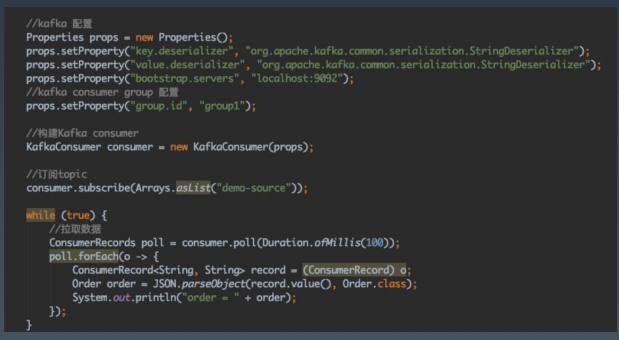 //kafka 配置
Properties props = new Properties();
props.setProperty("key.deserializer", "org.apache.kafka.common.serialization.StringDeserializer");
props.setProperty("value.deserializer", "org.apache.kafka.common.serialization.StringDeserializer");
props.setProperty("bootstrap.servers", "localhost:9092");
//kafka consumer group 配置
props.setProperty("group.id", "group1");
//构建Kafka consumer
KafkaConsumer consumer = new KafkaConsumer(props);
//订阅topic
consumer.subscribe(Arrays.asList("demo-source"));
while (true) {
//拉取数据
ConsumerRecords poll = consumer.poll(Duration.ofMillis(100));
poll.forEach(o -> {
ConsumerRecord<String, String> record = (ConsumerRecord) o;
Order order = JSON.parseObject(record.value(), Order.class);
System.out.println("order = " + order);
});
}